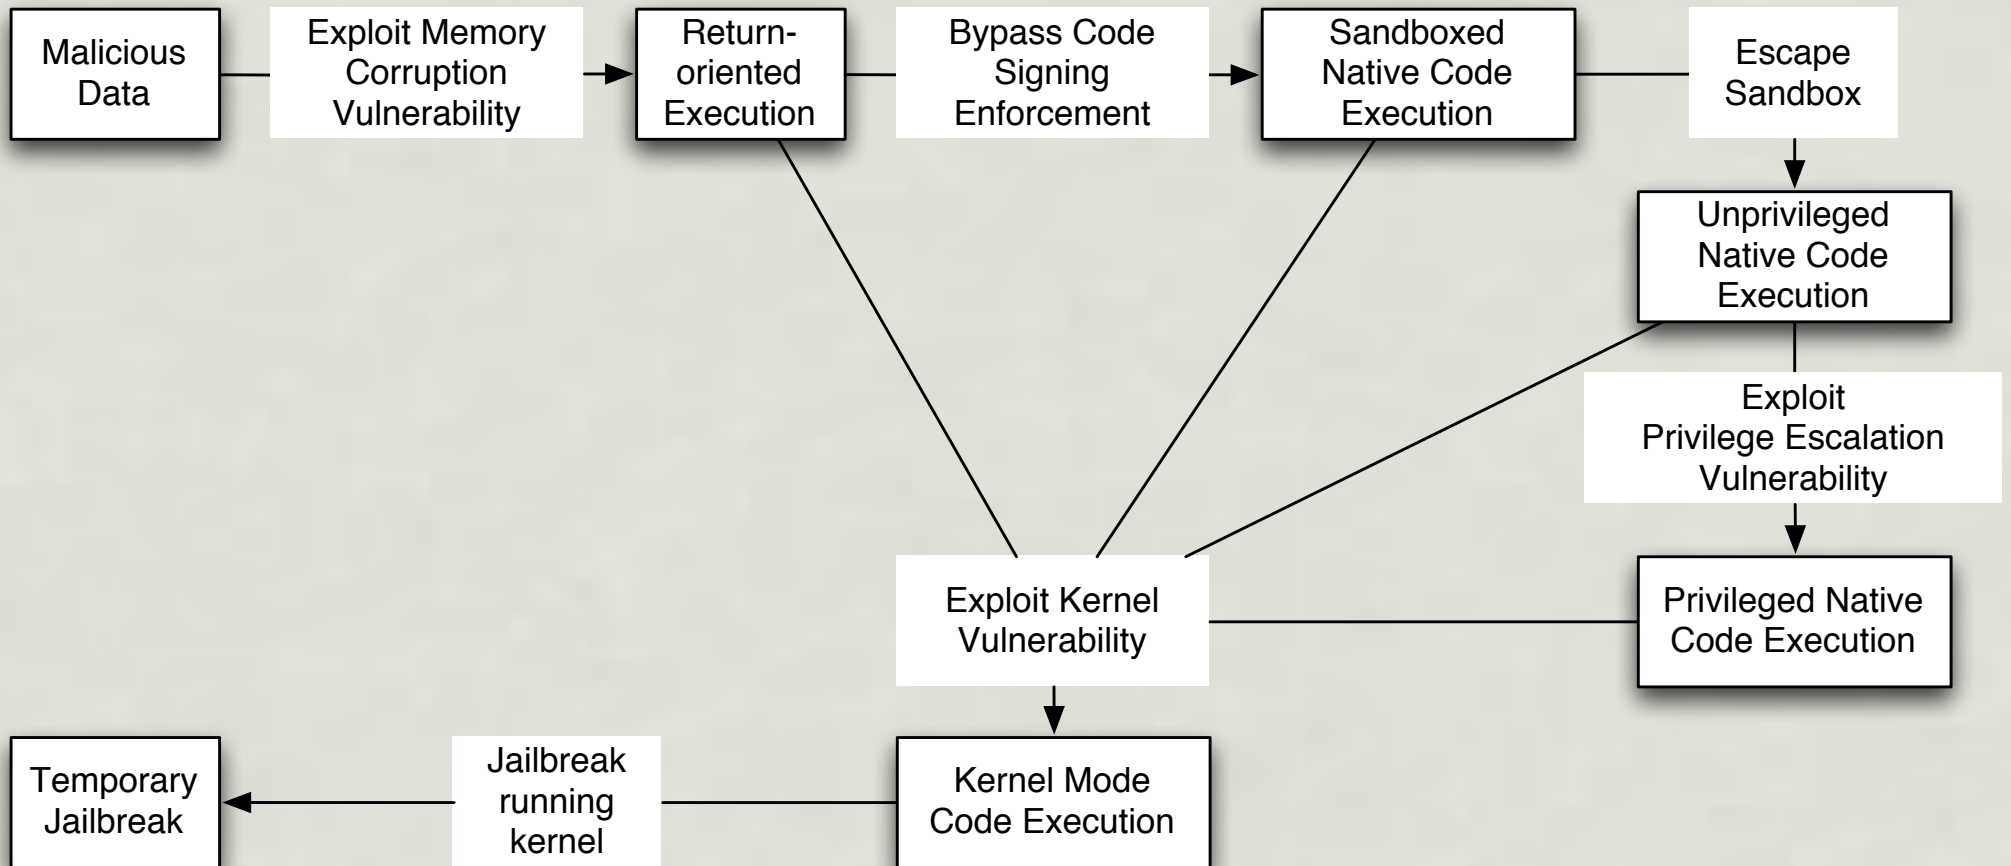 Malicious
Data
Exploit Memory
Corruption
Vulnerability
Return-
oriented
Execution
Bypass Code
Signing
Enforcement
Sandboxed
Native Code
Execution
Escape
Sandbox
Unprivileged
Native Code
Execution
Exploit
Privilege Escalation
Vulnerability
Exploit Kernel
Vulnerability
Privileged Native
Code Execution
Temporary
Jailbreak
Jailbreak
running
kernel
Kernel Mode
Code Execution